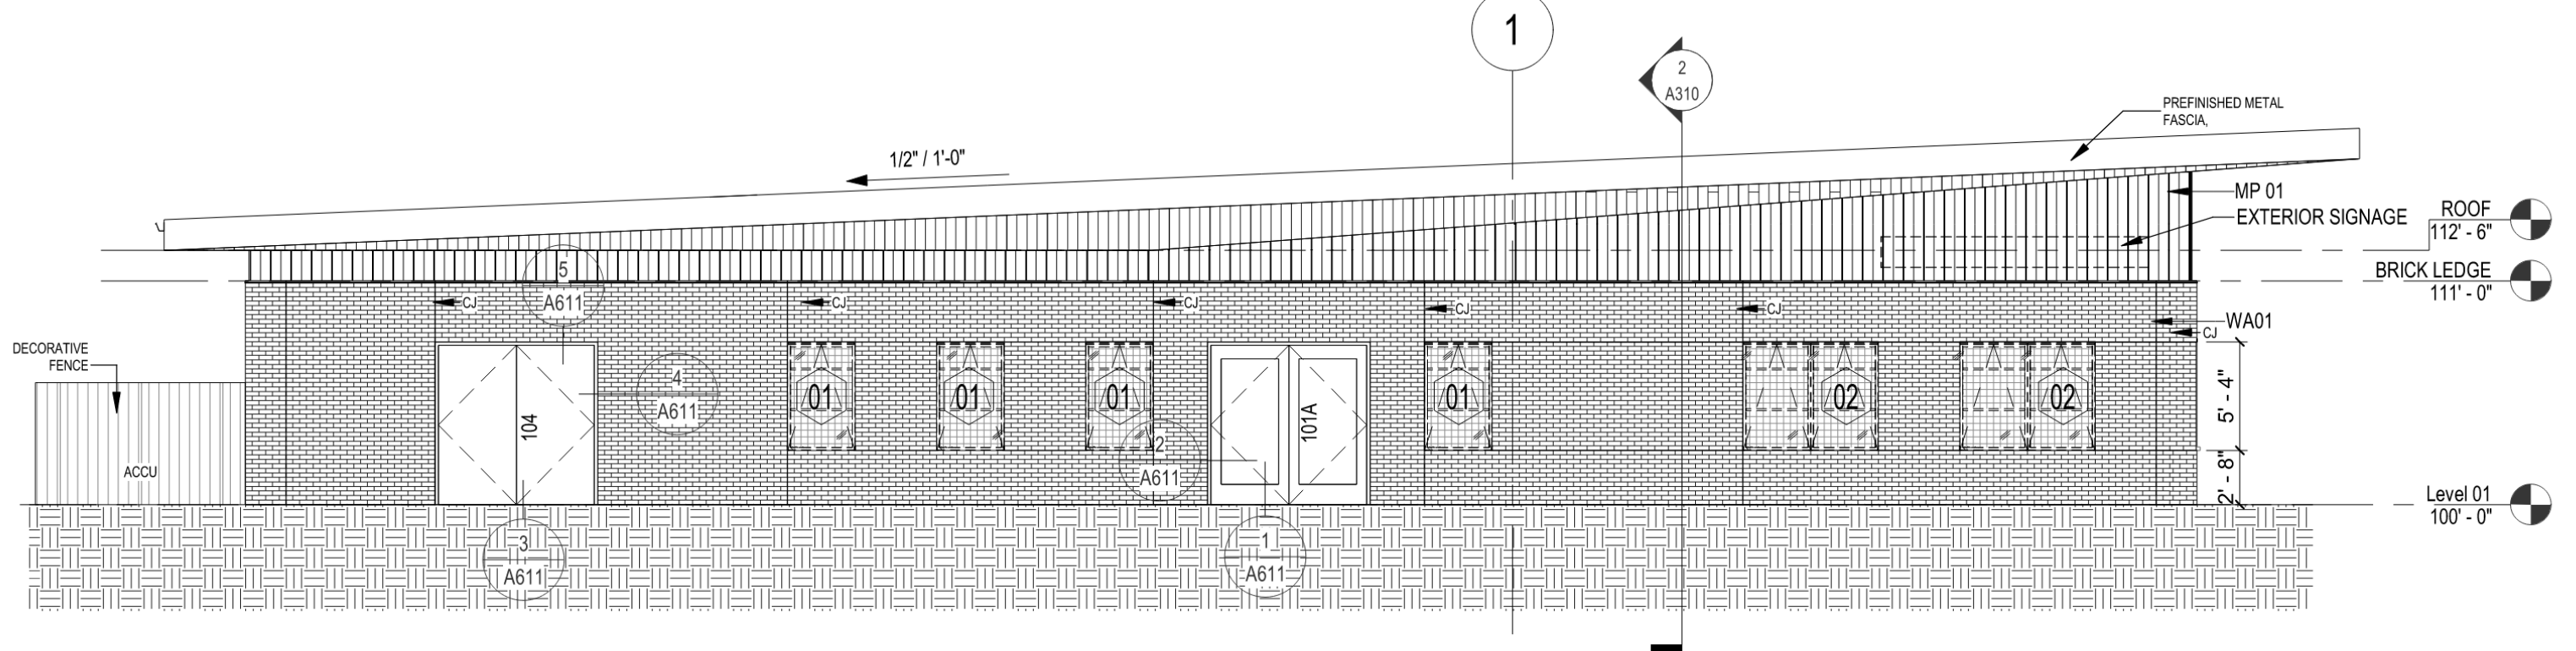 1
2
A310
PREFINISHED METAL
FASCIA,
1/2" / 1'-0"
MP 01
EXTERIOR SIGNAGE
ROOF
112' - 6"
BRICK LEDGE
111' - 0"
5
A611
CJ
CJ
CJ
CJ
CJ
WA01
CJ
DECORATIVE
FENCE
ACCU
104
4
A611
01
01
01
2
A611
101A
01
02
02
5' - 4"
2' - 8"
Level 01
100' - 0"
3
A611
1
A611